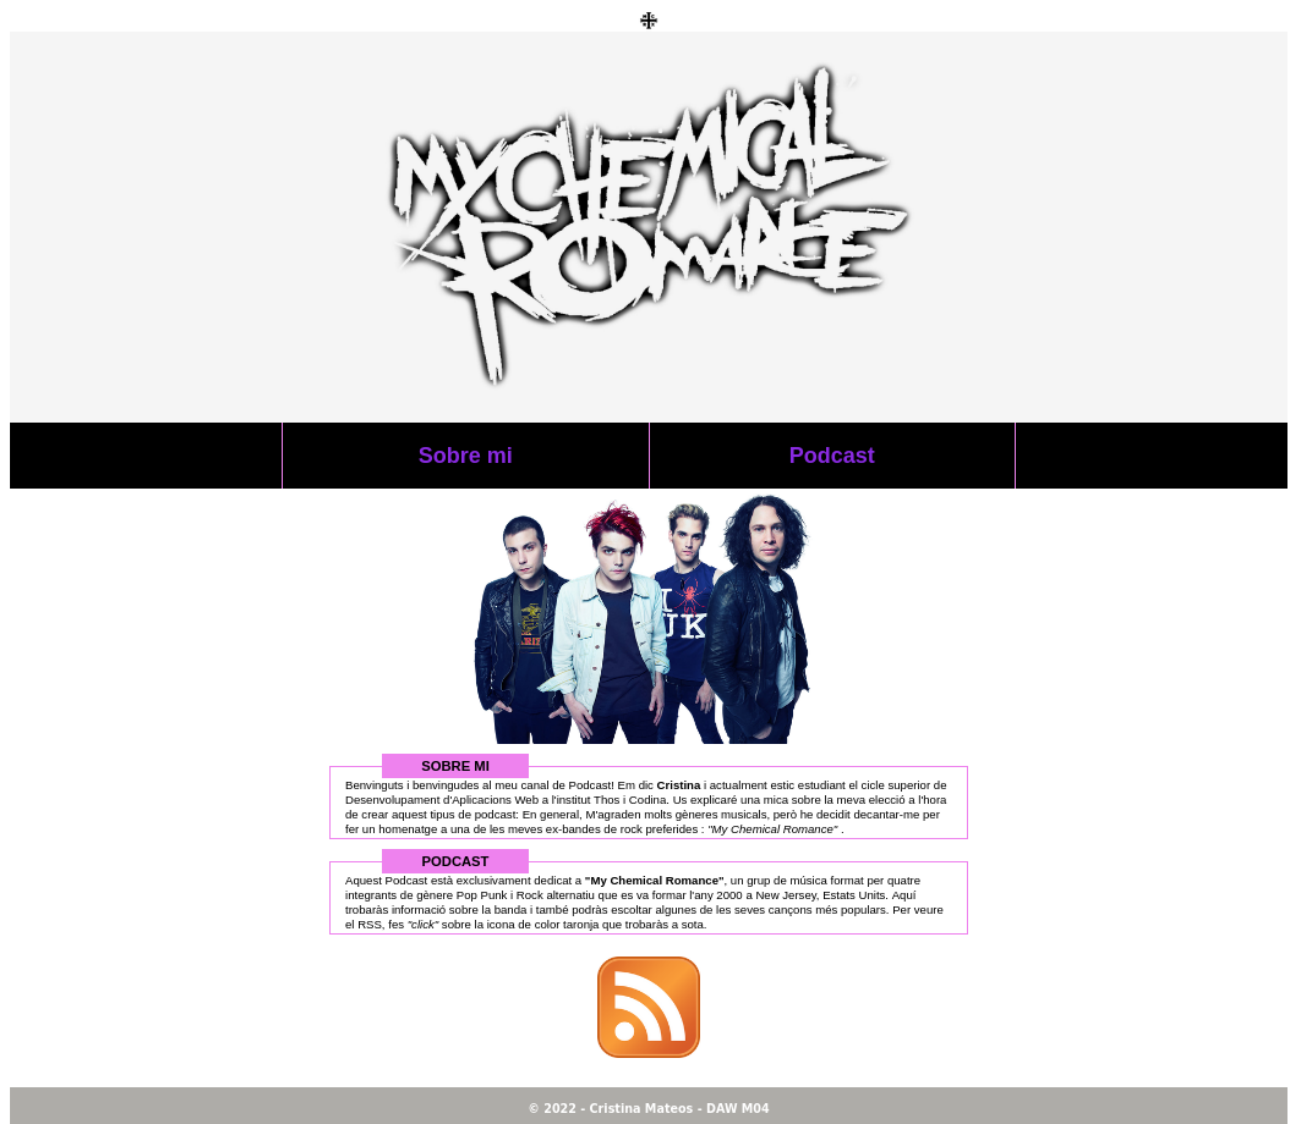 MY CHEMICAL
ROMANCE
Sobre mi
Podcast
I
UK
SOBRE MI
Benvinguts i benvingudes al meu canal de Podcast! Em dic Cristina i actualment estic estudiant el cicle superior de
Desenvolupament d'Aplicacions Web a l'institut Thos i Codina. Us explicaré una mica sobre la meva elecció a l'hora
de crear aquest tipus de podcast: En general, M'agraden molts gèneres musicals, però he decidit decantar-me per
fer un homenatge a una de les meves ex-bandes de rock preferides : "My Chemical Romance" .
PODCAST
Aquest Podcast està exclusivament dedicat a "My Chemical Romance", un grup de música format per quatre
integrants de gènere Pop Punk i Rock alternatiu que es va formar l'any 2000 a New Jersey, Estats Units. Aquí
trobaràs informació sobre la banda i també podràs escoltar algunes de les seves cançons més populars. Per veure
el RSS, fes "click" sobre la icona de color taronja que trobaràs a sota.
© 2022 - Cristina Mateos - DAW M04